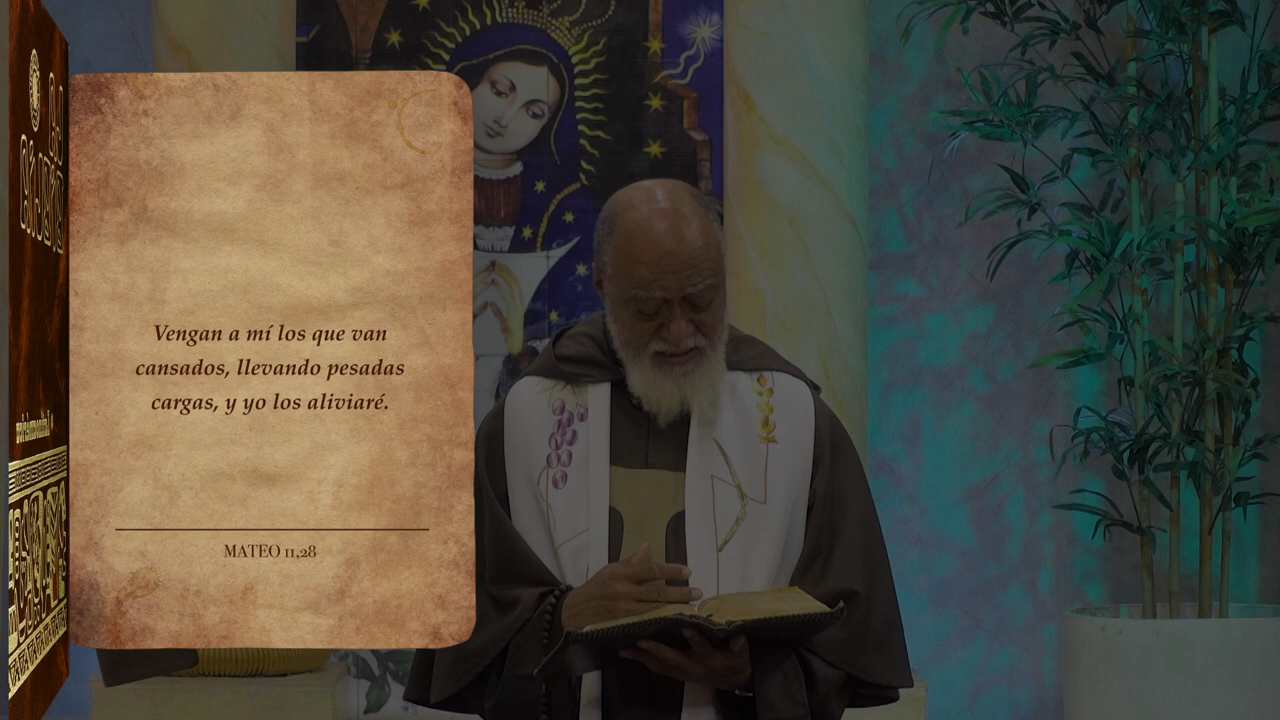 Vengan a mí los que van
cansados, llevando pesadas
cargas, y yo los aliviaré.
MATEO 11,28